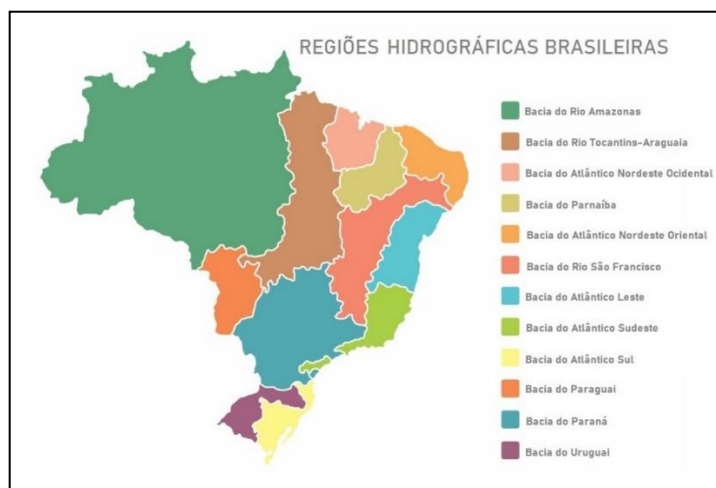 REGIÕES HIDROGRÁFICAS BRASILEIRAS
Bacia do Rio Amazonas
Bacia do Rio Tocantins-Araguaia
Bacia do Atlântico Nordeste Ocidental
Bacia do Parnaíba
Bacia do Atlântico Nordeste Oriental
Bacia do Rio São Francisco
Bacia do Atlântico Leste
Bacia do Atlântico Sudeste
Bacia do Atlântico Sul
Bacia do Paraguai
Bacia do Paraná
Bacia do Uruguai